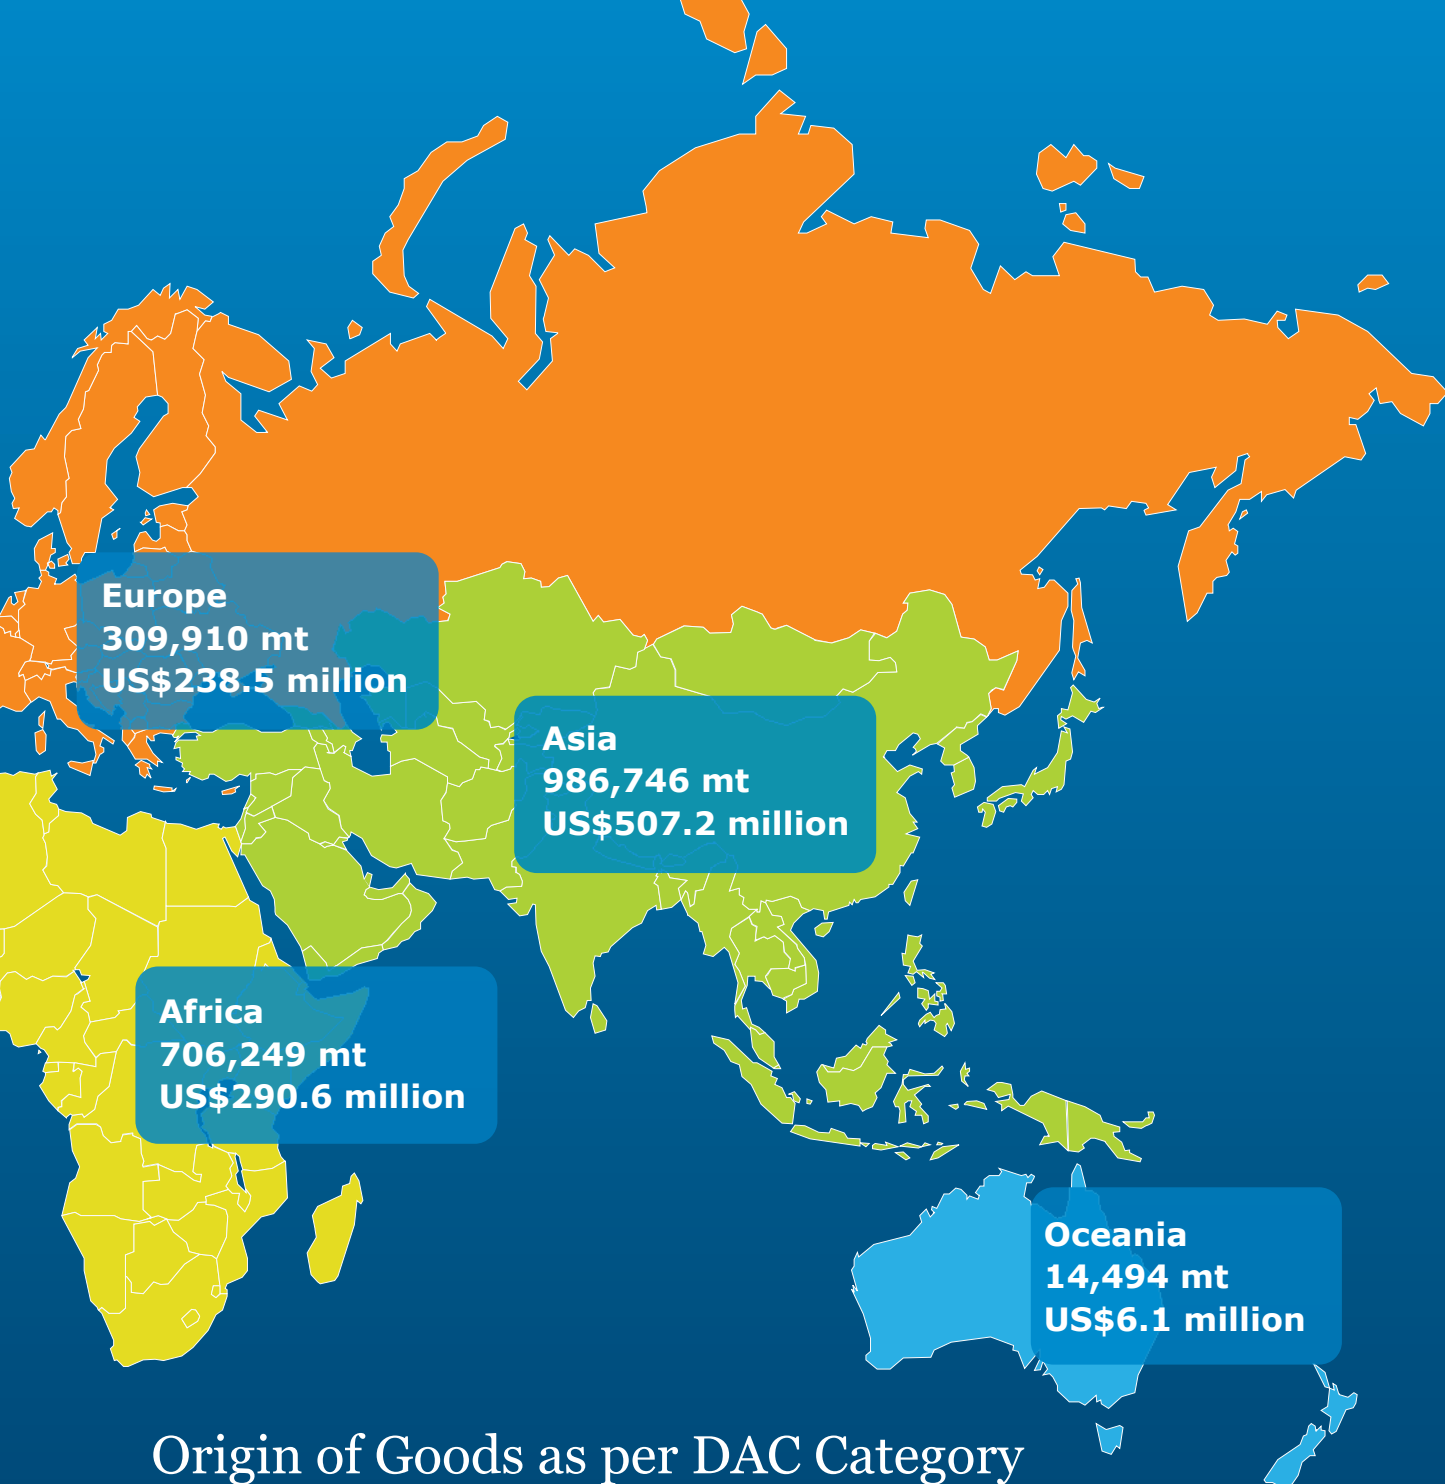 Europe
309,910 mt
US$238.5 million
Asia
986,746 mt
US$507.2 million
Africa
706,249 mt
US$290.6 million
Oceania
14,494 mt
US$6.1 million
Origin of Goods as per DAC Category